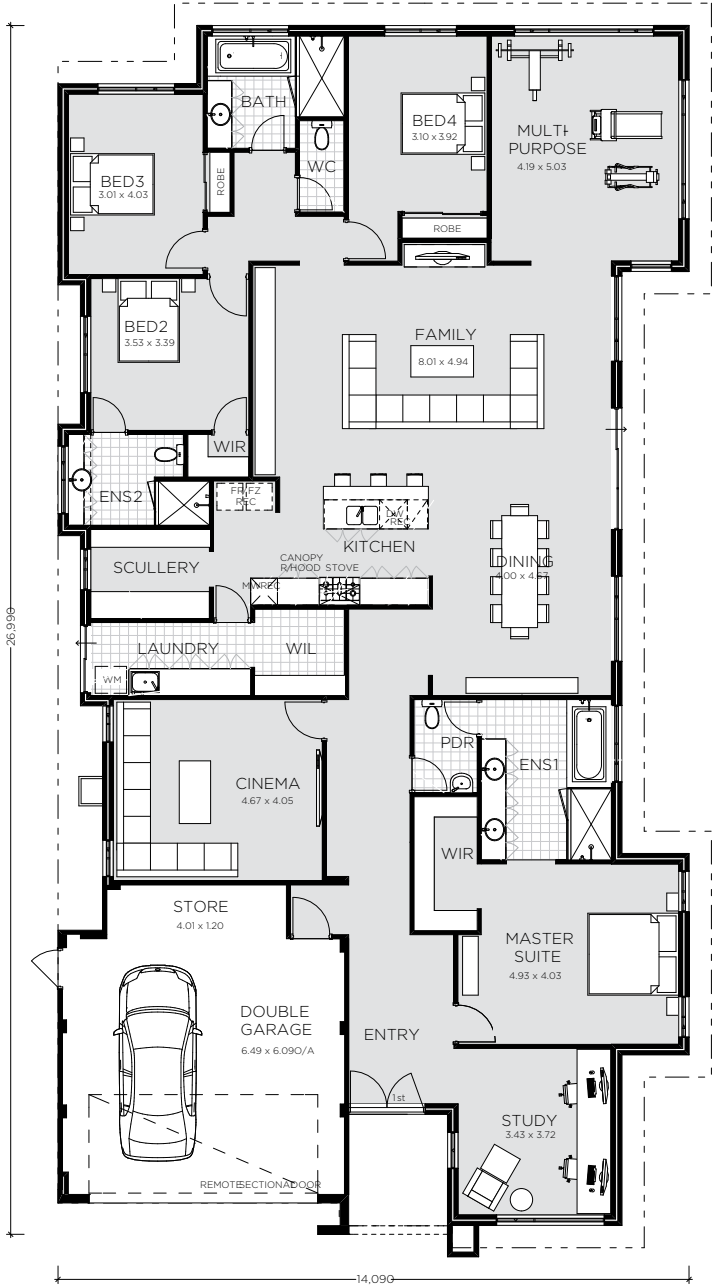 BATH
BED4
3.10 x 3.92
MULTI-
PURPOSE
4.19 x 5.03
WC
BED3
3.01 x 4.03
ROBE
ROBE
BED2
3.53 x 3.39
FAMILY
8.01 x 4.94
WIR
ENS2
FR/FZ
REC
DW
REC
KITCHEN
CANOPY
R/HOOD STOVE
DINING
4.00 x 4.57
SCULLERY
MWREC
26,990
LAUNDRY
WIL
WM
PDR
ENS1
CINEMA
4.67 x 4.05
WIR
STORE
4.01 x 1.20
MASTER
SUITE
4.93 x 4.03
DOUBLE
GARAGE
6.49 x 6.09O/A
ENTRY
1st
STUDY
3.43 x 3.72
REMOTE SECTIONAL DOOR
14,090